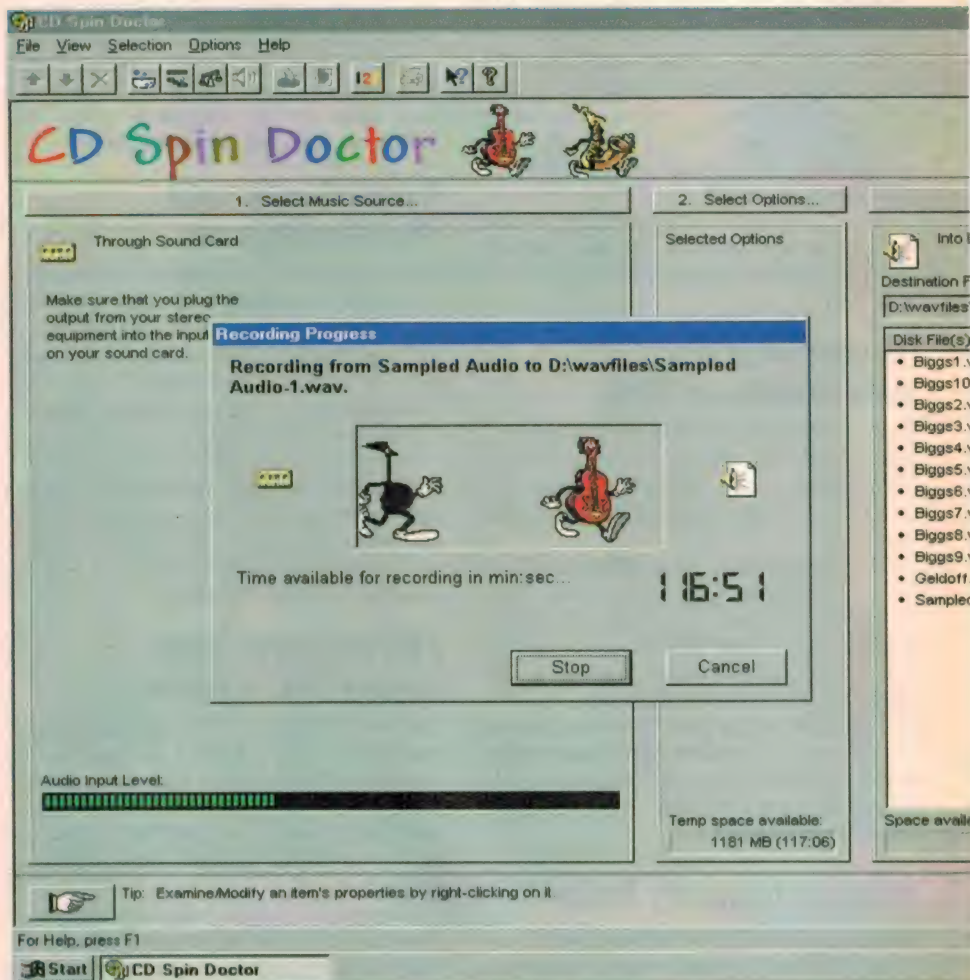 CD Spin Doctor
File View Selection Options Help
CD Spin Doctor
1. Select Music Source...
2. Select Options...
Through Sound Card
Make sure that you plug the
output from your stereo
equipment into the input
on your sound card.
Selected Options
Into
Destination F
D:\wavfiles
Disk File(s)
Biggs1.
Biggs10
Biggs2.
Biggs3.
Biggs4.
Biggs5.
Biggs6.
Biggs7.
Biggs8.
Biggs9.
Geldoff.
Sampled
Recording Progress
Recording from Sampled Audio to D:\wavfiles\Sampled
Audio-1.wav.
Time available for recording in min:sec...
116:51
Stop
Cancel
Audio Input Level:
Temp space available:
1181 MB (117:06)
Space availa
Tip: Examine/Modify an item's properties by right-clicking on it.
For Help, press F1
Start
CD Spin Doctor